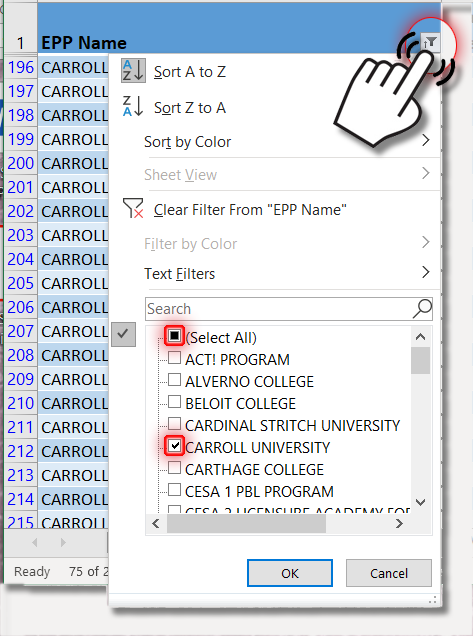 1 EPP Name
196 CARROLL
197 CARROLL
198 CARROLL
199 CARROLL
200 CARROLL
201 CARROLL
202 CARROLL
203 CARROLL
204 CARROLL
205 CARROLL
206 CARROLL
207 CARROLL
208 CARROLL
209 CARROLL
210 CARROLL
211 CARROLL
212 CARROLL
213 CARROLL
214 CARROLL
215 CARROLL
Ready 75 of 2
Sort A to Z
Sort Z to A
Sort by Color
Sheet View
Clear Filter From "EPP Name"
Filter by Color
Text Filters
Search
(Select All)
ACT! PROGRAM
ALVERNO COLLEGE
BELOIT COLLEGE
CARDINAL STRITCH UNIVERSITY
CARROLL UNIVERSITY
CARTHAGE COLLEGE
CESA 1 PBL PROGRAM
CESA 2 LICENSURE ACADEMY FOR
OK Cancel